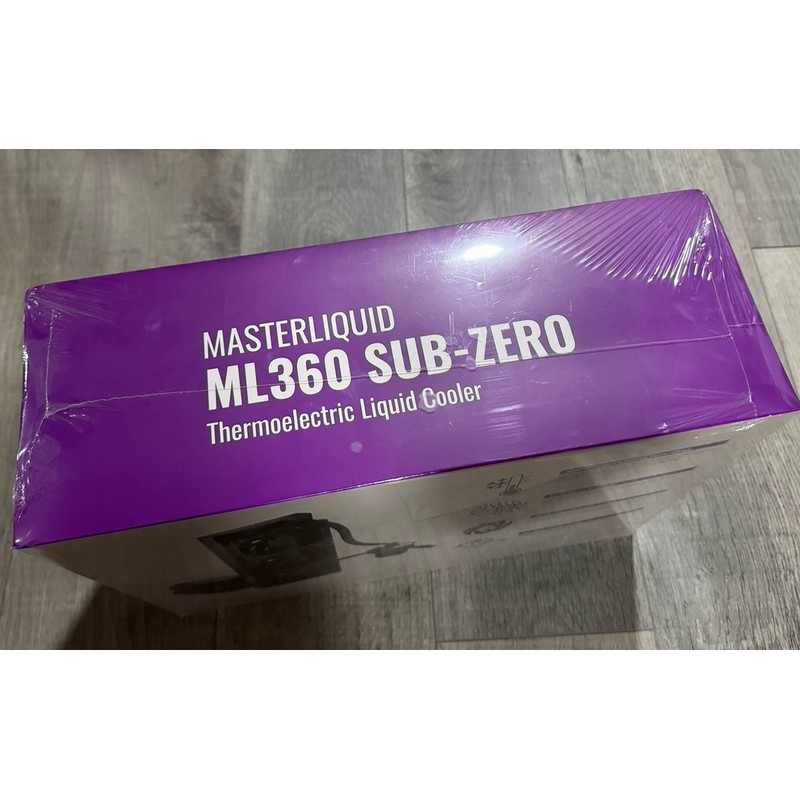 MASTERLIQUID
ML360 SUB-ZERO
Thermoelectric Liquid Cooler